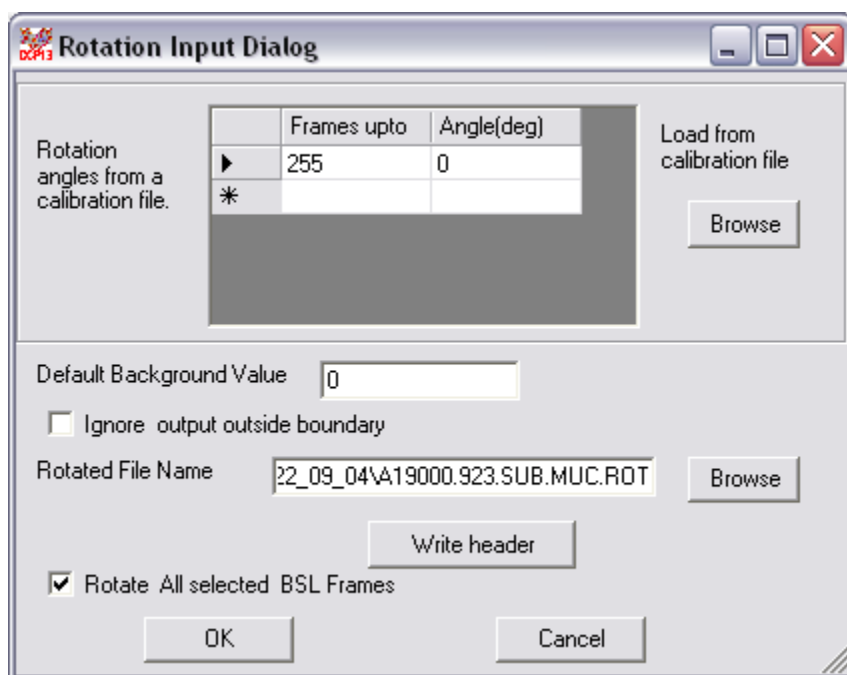 DCP13 Rotation Input Dialog
Frames upto Angle(deg)
Rotation
angles from a
calibration file.
255 0
Load from
calibration file
Browse
Default Background Value 0
Ignore output outside boundary
Rotated File Name 22_09_04\A19000.923.SUB.MUC.ROT Browse
Write header
Rotate All selected BSL Frames
OK Cancel